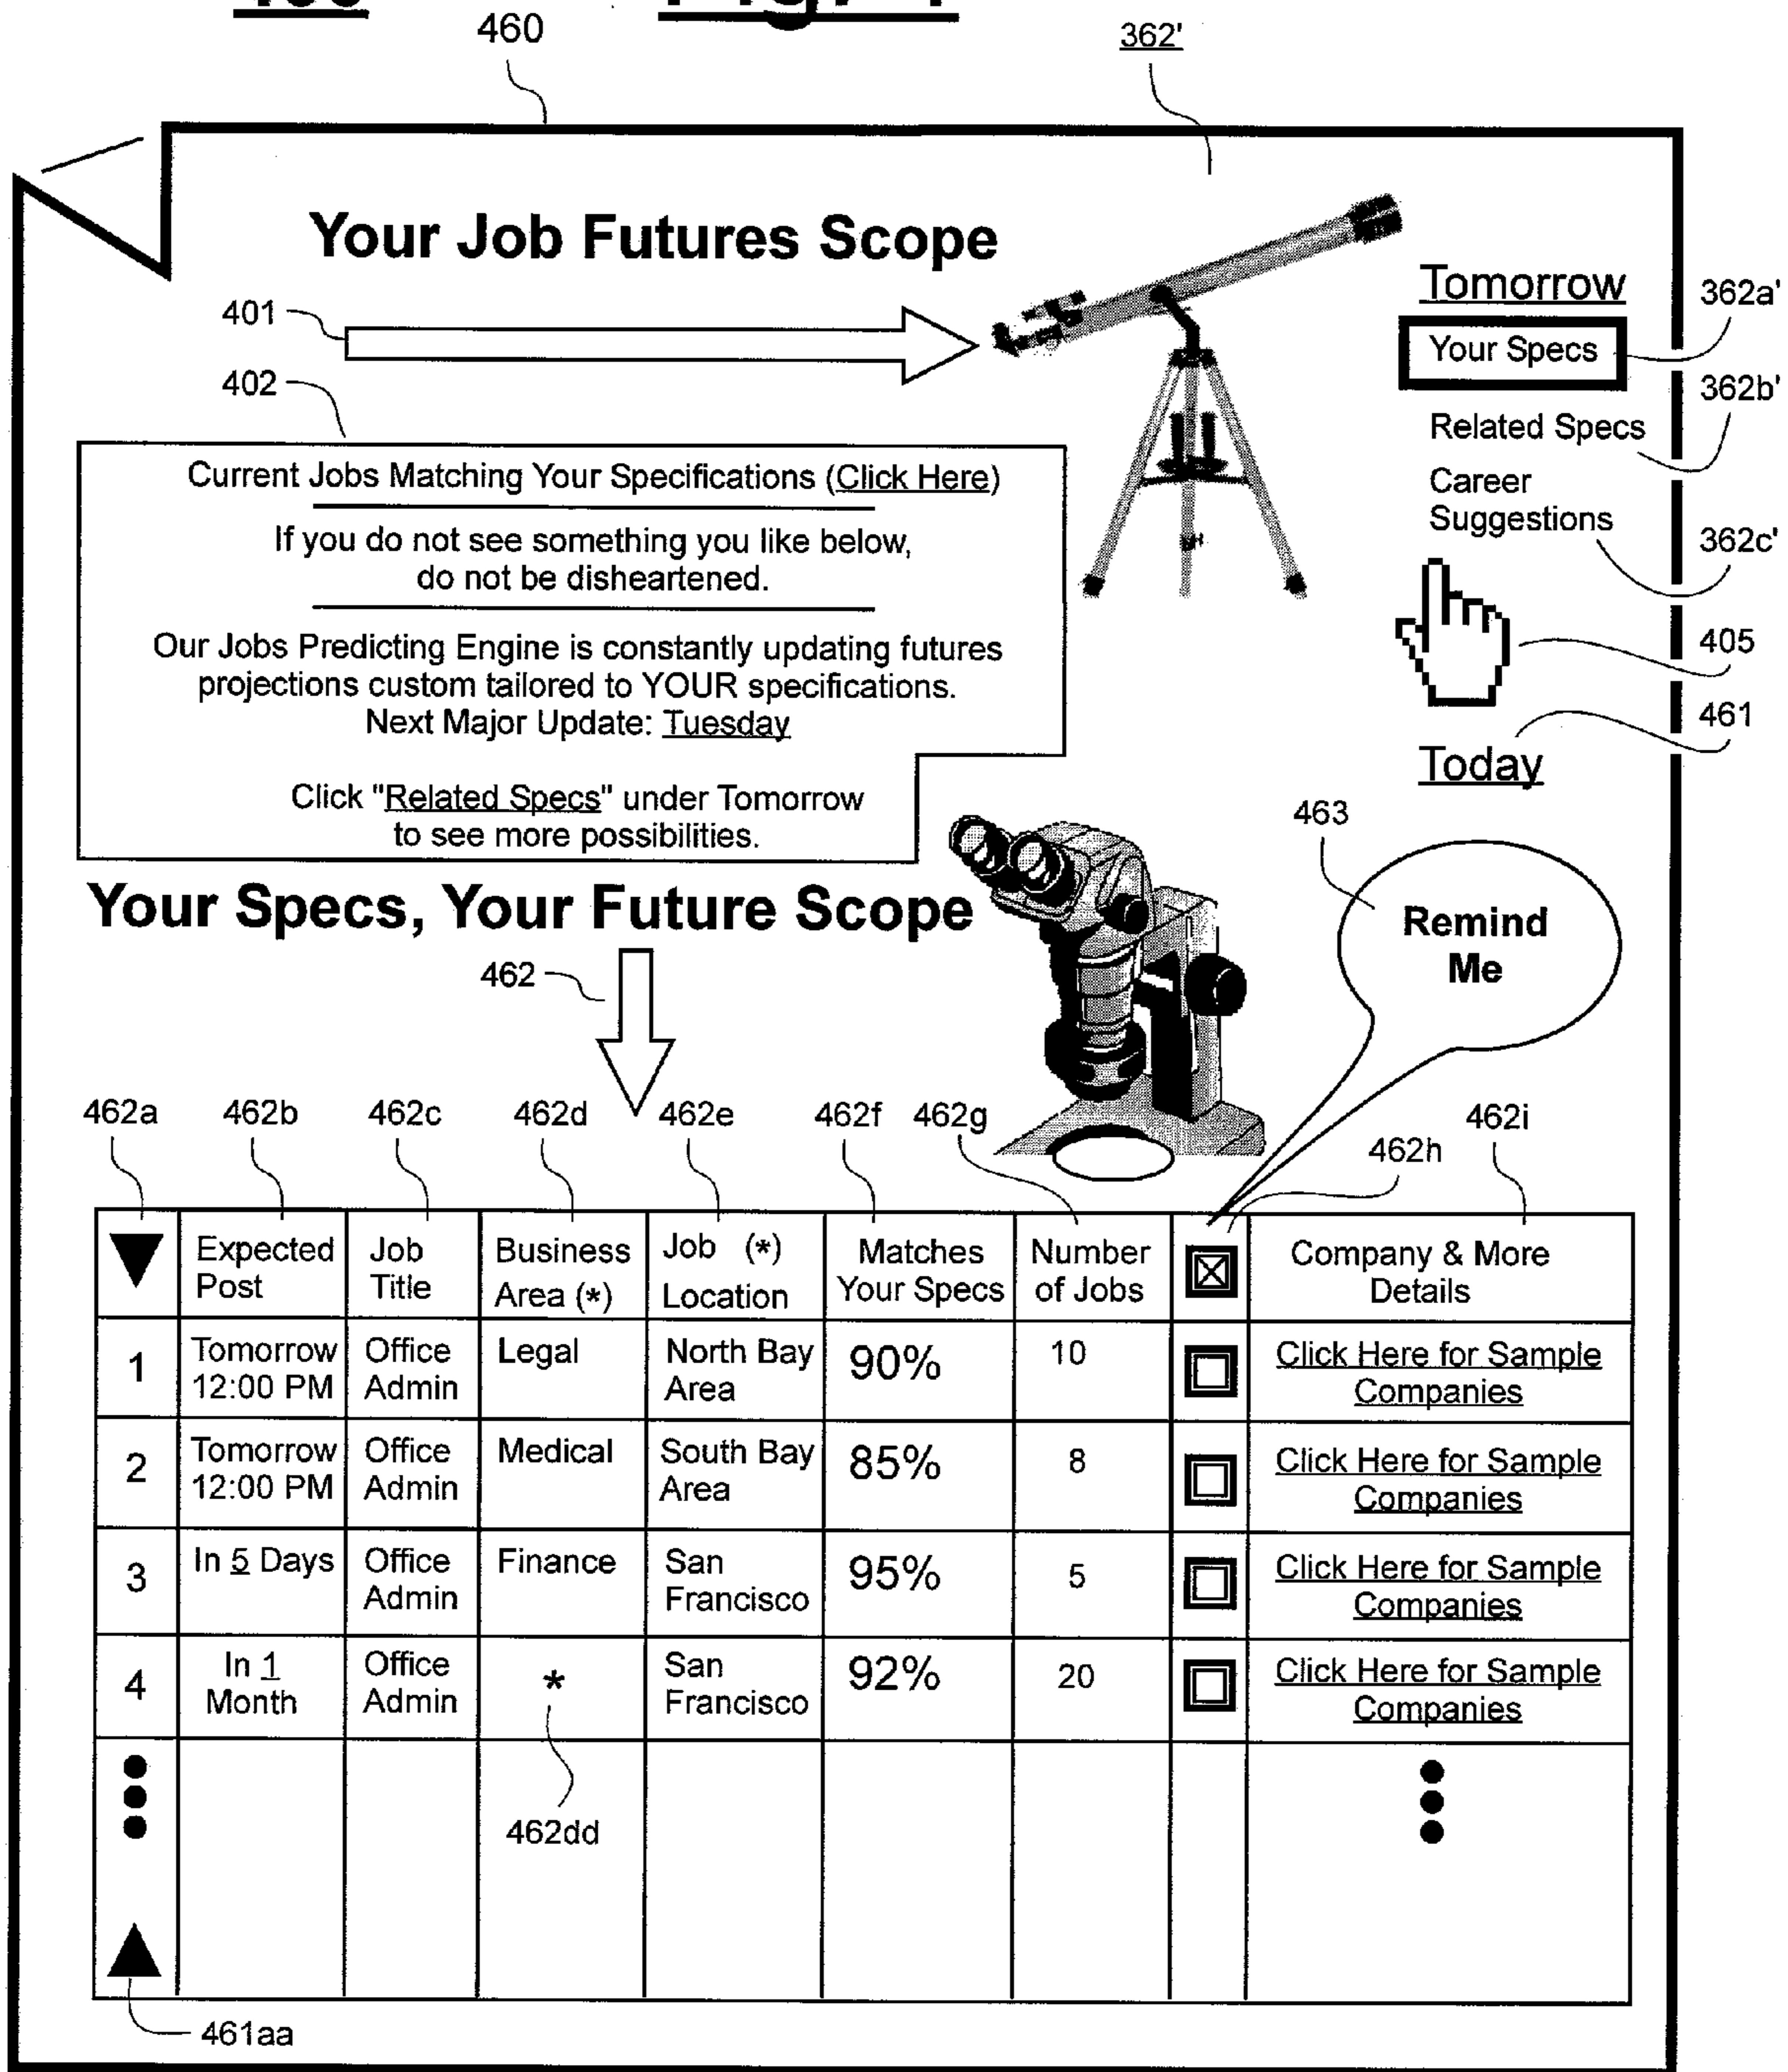 460
362'
Your Job Futures Scope
Tomorrow
362a'
401
Your Specs
402
362b'
Related Specs
Current Jobs Matching Your Specifications (Click Here)
Career
Suggestions
362c'
If you do not see something you like below,
do not be disheartened.
Our Jobs Predicting Engine is constantly updating futures
projections custom tailored to YOUR specifications.
Next Major Update: Tuesday
405
461
Today
Click "Related Specs" under Tomorrow
to see more possibilities.
463
Your Specs, Your Future Scope
Remind
Me
462
462a 462b 462c 462d 462e 462f 462g 462h 462i
Expected Post
Job Title
Business Area (*)
Job (*) Location
Matches Your Specs
Number of Jobs
Company & More Details
1 Tomorrow 12:00 PM Office Admin Legal North Bay Area 90% 10 Click Here for Sample Companies
2 Tomorrow 12:00 PM Office Admin Medical South Bay Area 85% 8 Click Here for Sample Companies
3 In 5 Days Office Admin Finance San Francisco 95% 5 Click Here for Sample Companies
4 In 1 Month Office Admin * San Francisco 92% 20 Click Here for Sample Companies
462dd
461aa